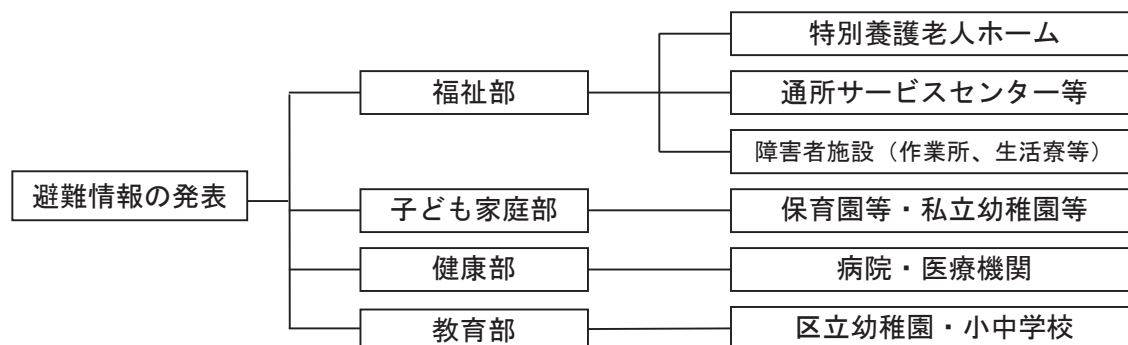 特別養護老人ホーム
福祉部
通所サービスセンター等
障害者施設（作業所、生活寮等）
避難情報の発表
子ども家庭部
保育園等・私立幼稚園等
健康部
病院・医療機関
教育部
区立幼稚園・小中学校